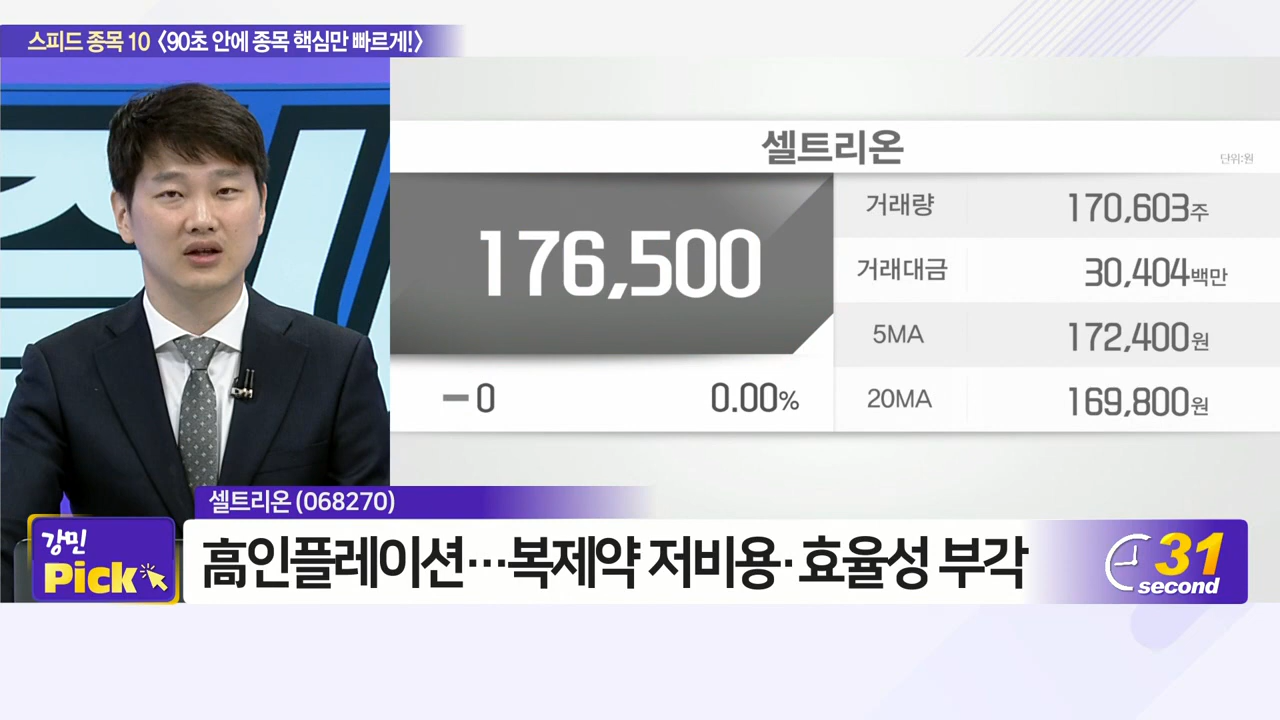 스피드 종목 10 <90초 안에 종목 핵심만 빠르게!>
셀트리온
단위:원
176,500
0
0.00%
거래량 170,603주
거래대금 30,404백만
5MA 172,400원
20MA 169,800원
셀트리온 (068270)
강민
Pick
高인플레이션…복제약 저비용·효율성 부각
31
second